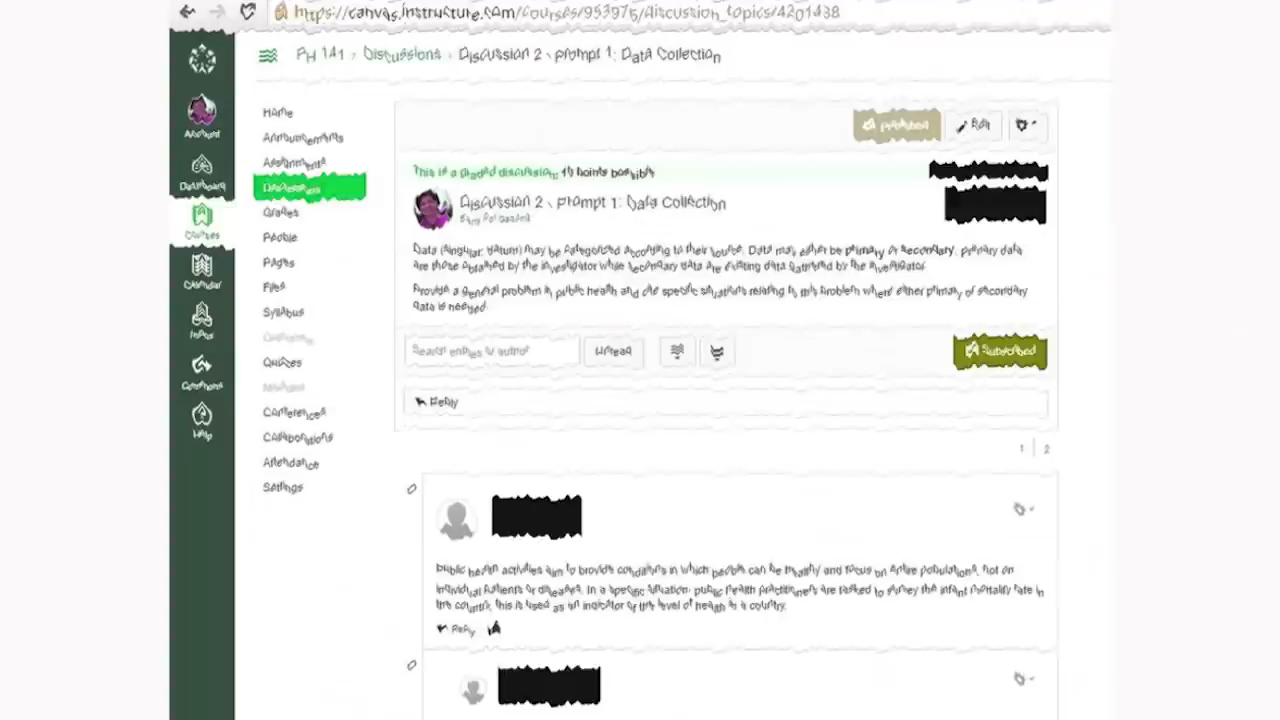 https://canvas.instructure.com/courses/953975/discussion_topics/4201438
PH 141 › Discussions › Discussion 2 - prompt 1: Data Collection
Account
Dashboard
Courses
Calendar
Inbox
Commons
Help
Home
Announcements
Assignments
Discussions
Grades
People
Pages
Files
Syllabus
Quizzes
Conferences
Collaborations
Attendance
Settings
Published
Edit
This is a graded discussion: 10 points possible
Discussion 2 - prompt 1: Data Collection
Data (singular: datum) may be categorized according to their source. Data may either be primary or secondary. primary data
are those obtained by the investigator while secondary data are existing data gathered by the investigator.
Provide a general problem in public health and cite specific situations relating to this problem where either primary or secondary
data is needed.
Search entries or author
Unread
Subscribed
Reply
1 2
Public health activities aim to provide conditions in which people can be healthy and focus on entire populations, not on
individual patients or diseases. In a specific situation, public health practitioners are tasked to survey the infant mortality rate in
the country, this is used as an indicator of the level of health in a country.
Reply